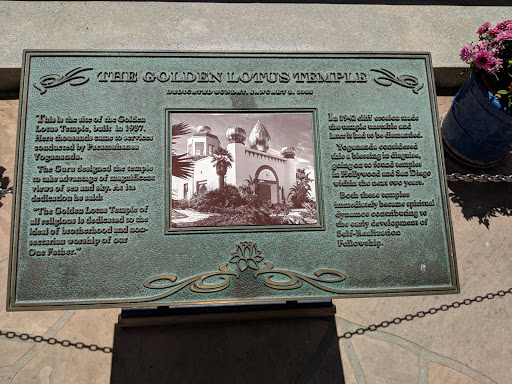 THE GOLDEN LOTUS TEMPLE
DEDICATED SUNDAY, JANUARY 2, 1938
This is the site of the Golden
Lotus Temple, built in 1937.
Here thousands came to services
conducted by Paramahansa
Yogananda.
The Guru designed the temple
to take advantage of magnificent
views of sea and sky. At its
dedication he said:
"The Golden Lotus Temple of
all religions is dedicated to the
ideal of brotherhood and non-
sectarian worship of our
One Father."
In 1942 cliff erosion made
the temple unstable and
later it had to be dismantled.
Yogananda considered
this a blessing in disguise,
going on to found temples
in Hollywood and San Diego
within the next two years.
Both these temples
immediately became spiritual
dynamos contributing to
the early development of
Self-Realization
Fellowship.